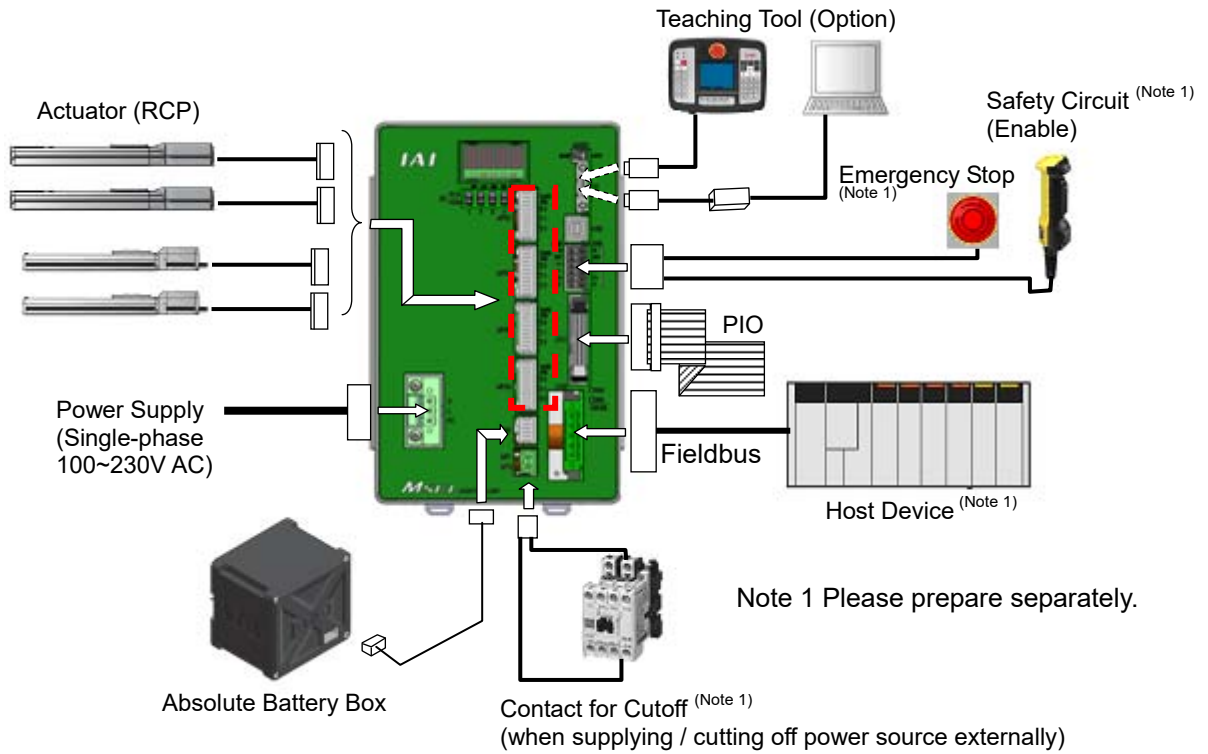 Teaching Tool (Option)
Actuator (RCP)
Safety Circuit (Note 1)
(Enable)
Emergency Stop
(Note 1)
IAI
PIO
Power Supply
(Single-phase
100~230V AC)
Fieldbus
Host Device (Note 1)
Note 1 Please prepare separately.
Absolute Battery Box
Contact for Cutoff (Note 1)
(when supplying / cutting off power source externally)